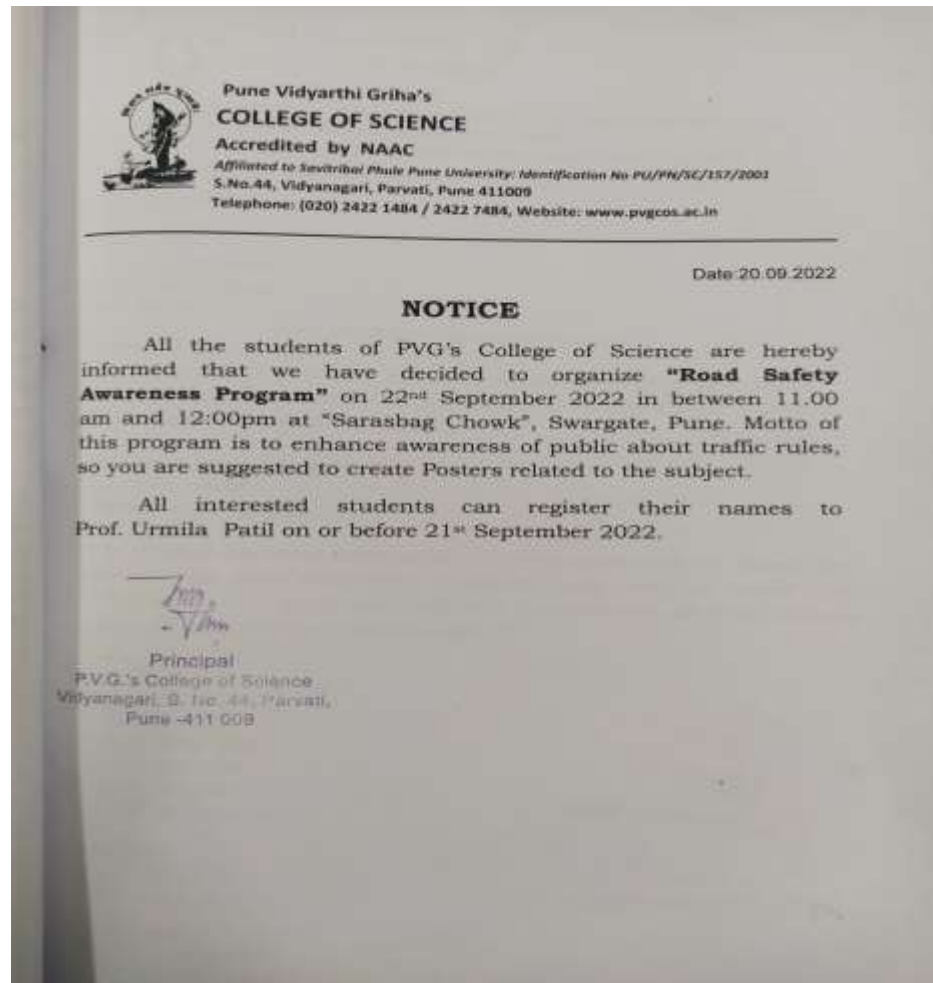 Pune Vidyarthi Griha's
COLLEGE OF SCIENCE
Accredited by NAAC
Affiliated to Savitribai Phule Pune University: Identification No PU/PN/SC/157/2003
S.No.44, Vidyanagari, Parvati, Pune 411009
Telephone: (020) 2422 1484 / 2422 7484, Website: www.pvgcos.ac.in
Date:20.09.2022
NOTICE
All the students of PVG's College of Science are hereby
informed that we have decided to organize "Road Safety
Awareness Program" on 22nd September 2022 in between 11.00
am and 12:00pm at "Sarasbag Chowk", Swargate, Pune. Motto of
this program is to enhance awareness of public about traffic rules,
so you are suggested to create Posters related to the subject.
All interested students can register their names to
Prof. Urmila Patil on or before 21st September 2022.
Principal
P.V.G.'s College of Science
Vidyanagari, S. No. 44, Parvati,
Pune -411 009